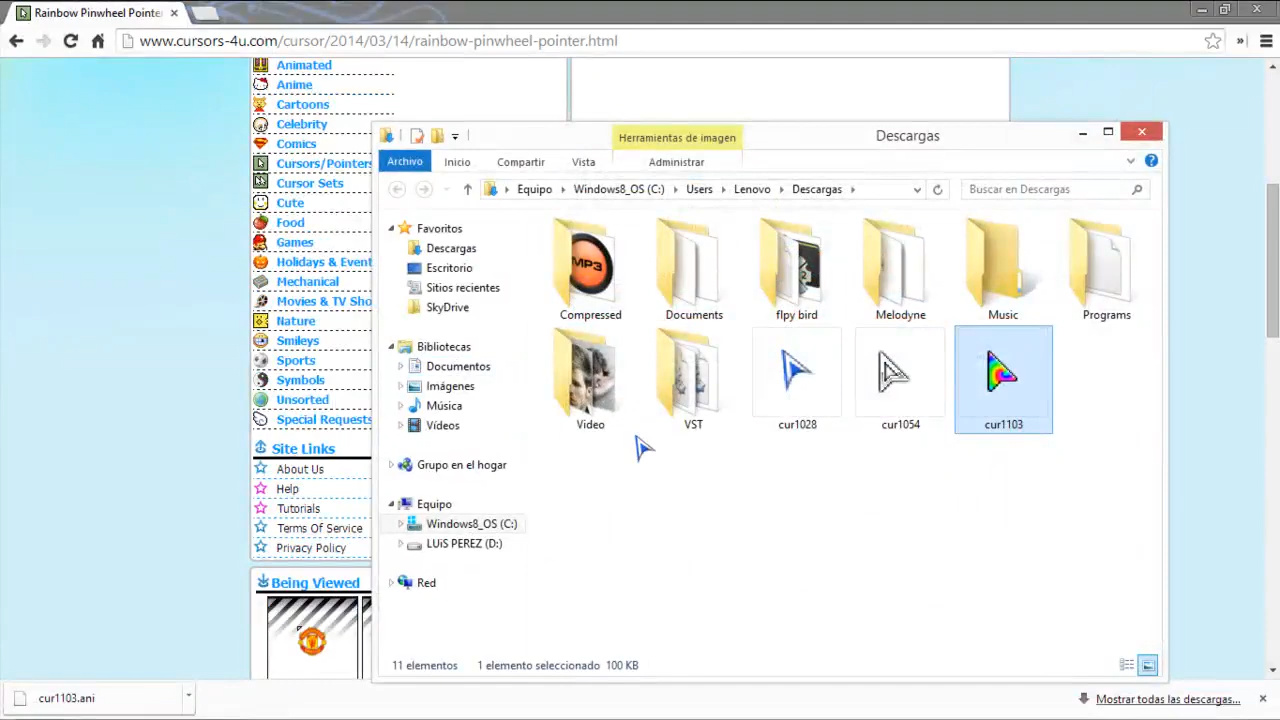 Rainbow Pinwheel Pointer
www.cursors-4u.com/cursor/2014/03/14/rainbow-pinwheel-pointer.html
Animated
Anime
Cartoons
Celebrity
Comics
Cursors/Pointers
Cursor Sets
Cute
Food
Games
Holidays & Event
Mechanical
Movies & TV Sho
Nature
Smileys
Sports
Symbols
Unsorted
Special Requests
Site Links
About Us
Help
Tutorials
Terms Of Service
Privacy Policy
Being Viewed
Herramientas de imagen
Descargas
Archivo Inicio Compartir Vista Administrar
Equipo Windows8_OS (C:) Users Lenovo Descargas
Buscar en Descargas
Favoritos
Descargas
Escritorio
Sitios recientes
SkyDrive
Bibliotecas
Documentos
Imágenes
Música
Vídeos
Grupo en el hogar
Equipo
Windows8_OS (C:)
LUiS PEREZ (D:)
Red
MP3
Compressed Documents flpy bird Melodyne Music Programs
Video VST cur1028 cur1054 cur1103
11 elementos 1 elemento seleccionado 100 KB
cur1103.ani
Mostrar todas las descargas...